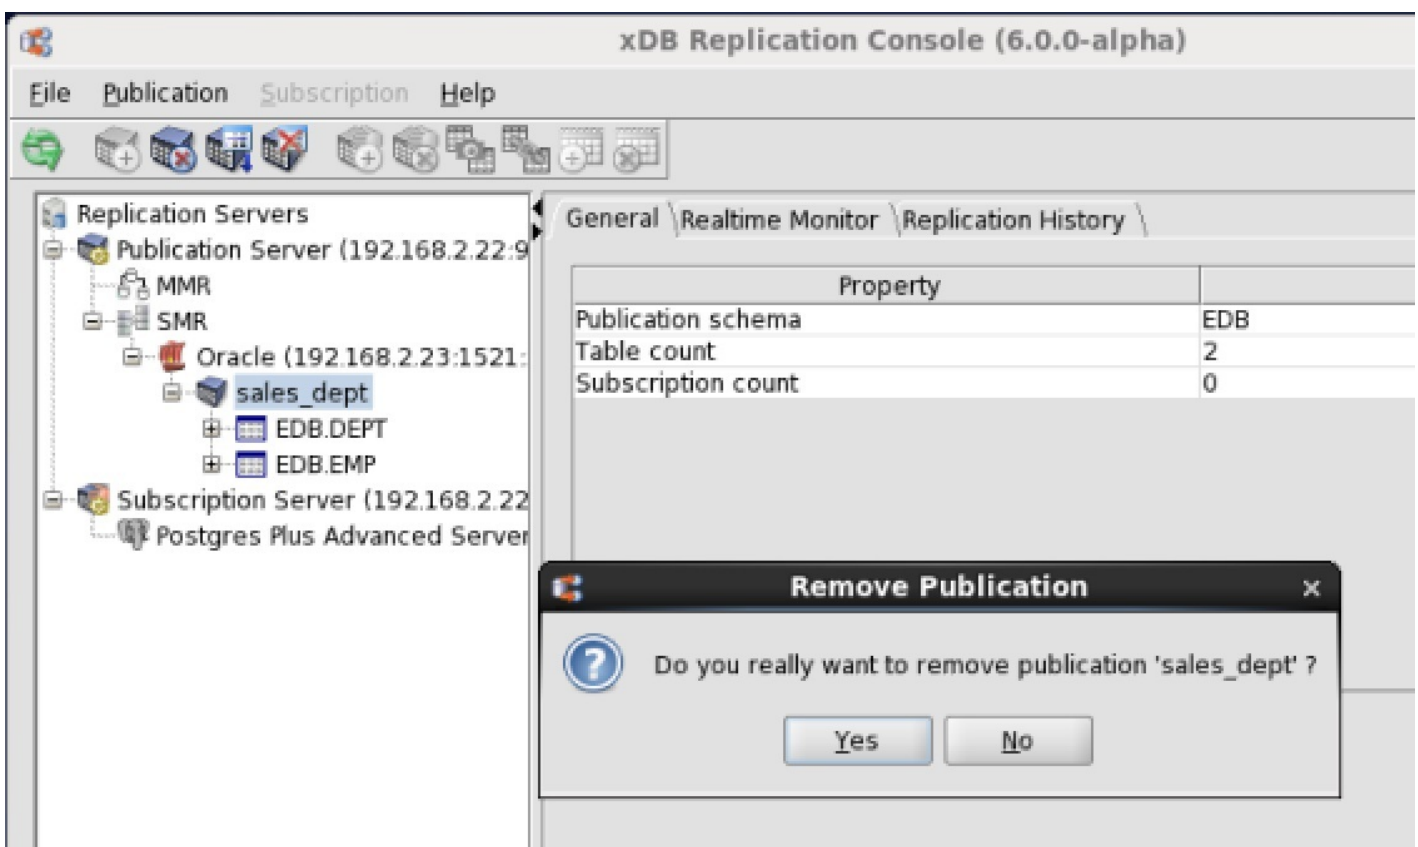 xDB Replication Console (6.0.0-alpha)
File Publication Subscription Help
Replication Servers
Publication Server (192.168.2.22:9
MMR
SMR
Oracle (192.168.2.23:1521:
sales_dept
EDB.DEPT
EDB.EMP
Subscription Server (192.168.2.22
Postgres Plus Advanced Server
General Realtime Monitor Replication History
Property
Publication schema EDB
Table count 2
Subscription count 0
Remove Publication x
Do you really want to remove publication 'sales_dept' ?
Yes No